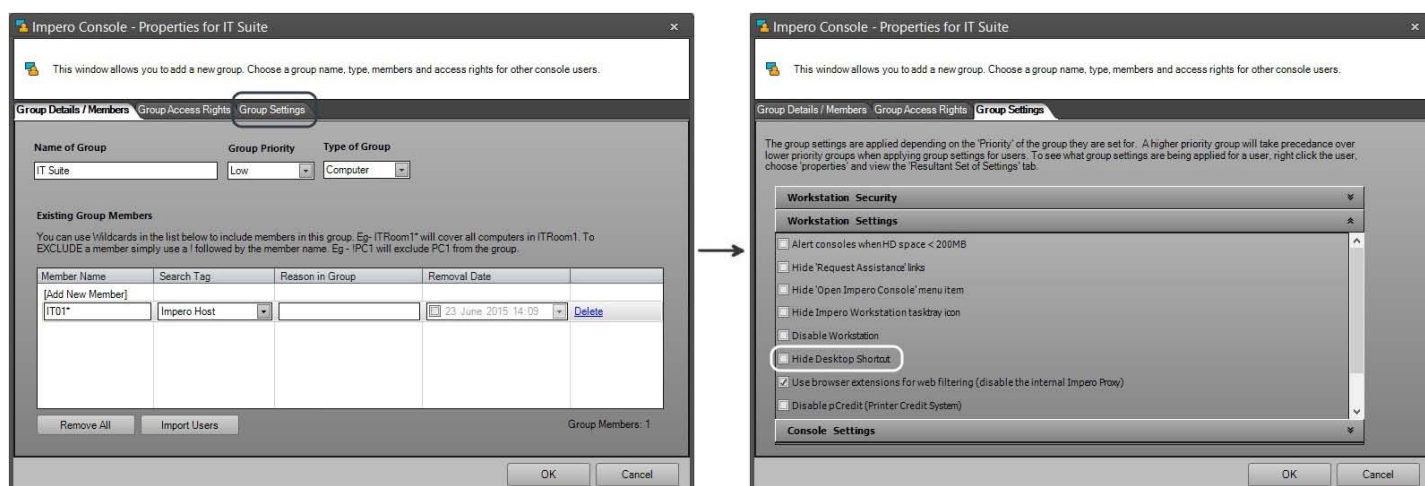 Impero Console - Properties for IT Suite
This window allows you to add a new group. Choose a group name, type, members and access rights for other console users.
Group Details / Members Group Access Rights Group Settings
Name of Group Group Priority Type of Group
IT Suite Low Computer
Existing Group Members
You can use Wildcards in the list below to include members in this group. Eg- ITRoom1* will cover all computers in ITRoom1. To
EXCLUDE a member simply use a ! followed by the member name. Eg - !PC1 will exclude PC1 from the group.
Member Name Search Tag Reason in Group Removal Date
[Add New Member]
IT01* Impero Host 23 June 2015 14:09 Delete
Remove All Import Users Group Members: 1
OK Cancel
Impero Console - Properties for IT Suite
This window allows you to add a new group. Choose a group name, type, members and access rights for other console users.
Group Details / Members Group Access Rights Group Settings
The group settings are applied depending on the 'Priority' of the group they are set for. A higher priority group will take precedance over
lower priority groups when applying group settings for users. To see what group settings are being applied for a user, right click the user,
choose 'properties' and view the 'Resultant Set of Settings' tab.
Workstation Security
Workstation Settings
Alert consoles when HD space < 200MB
Hide 'Request Assistance' links
Hide 'Open Impero Console' menu item
Hide Impero Workstation tasktray icon
Disable Workstation
Hide Desktop Shortcut
Use browser extensions for web filtering (disable the internal Impero Proxy)
Disable pCredit (Printer Credit System)
Console Settings
OK Cancel